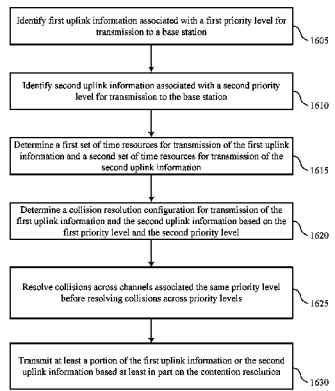 Identify first uplink information associated with a first priority level for
transmission to a base station
1605
Identify second uplink information associated with a second priority
level for transmission to the base station
1610
Determine a first set of time resources for transmission of the first uplink
information and a second set of time resources for transmission of the
second uplink information
1615
Determine a collision resolution configuration for transmission of the
first uplink information and the second uplink information based on the
first priority level and the second priority level
1620
Resolve collisions across channels associated the same priority level
before resolving collisions across priority levels
1625
Transmit at least a portion of the first uplink information or the second
uplink information based at least in part on the contention resolution
1630